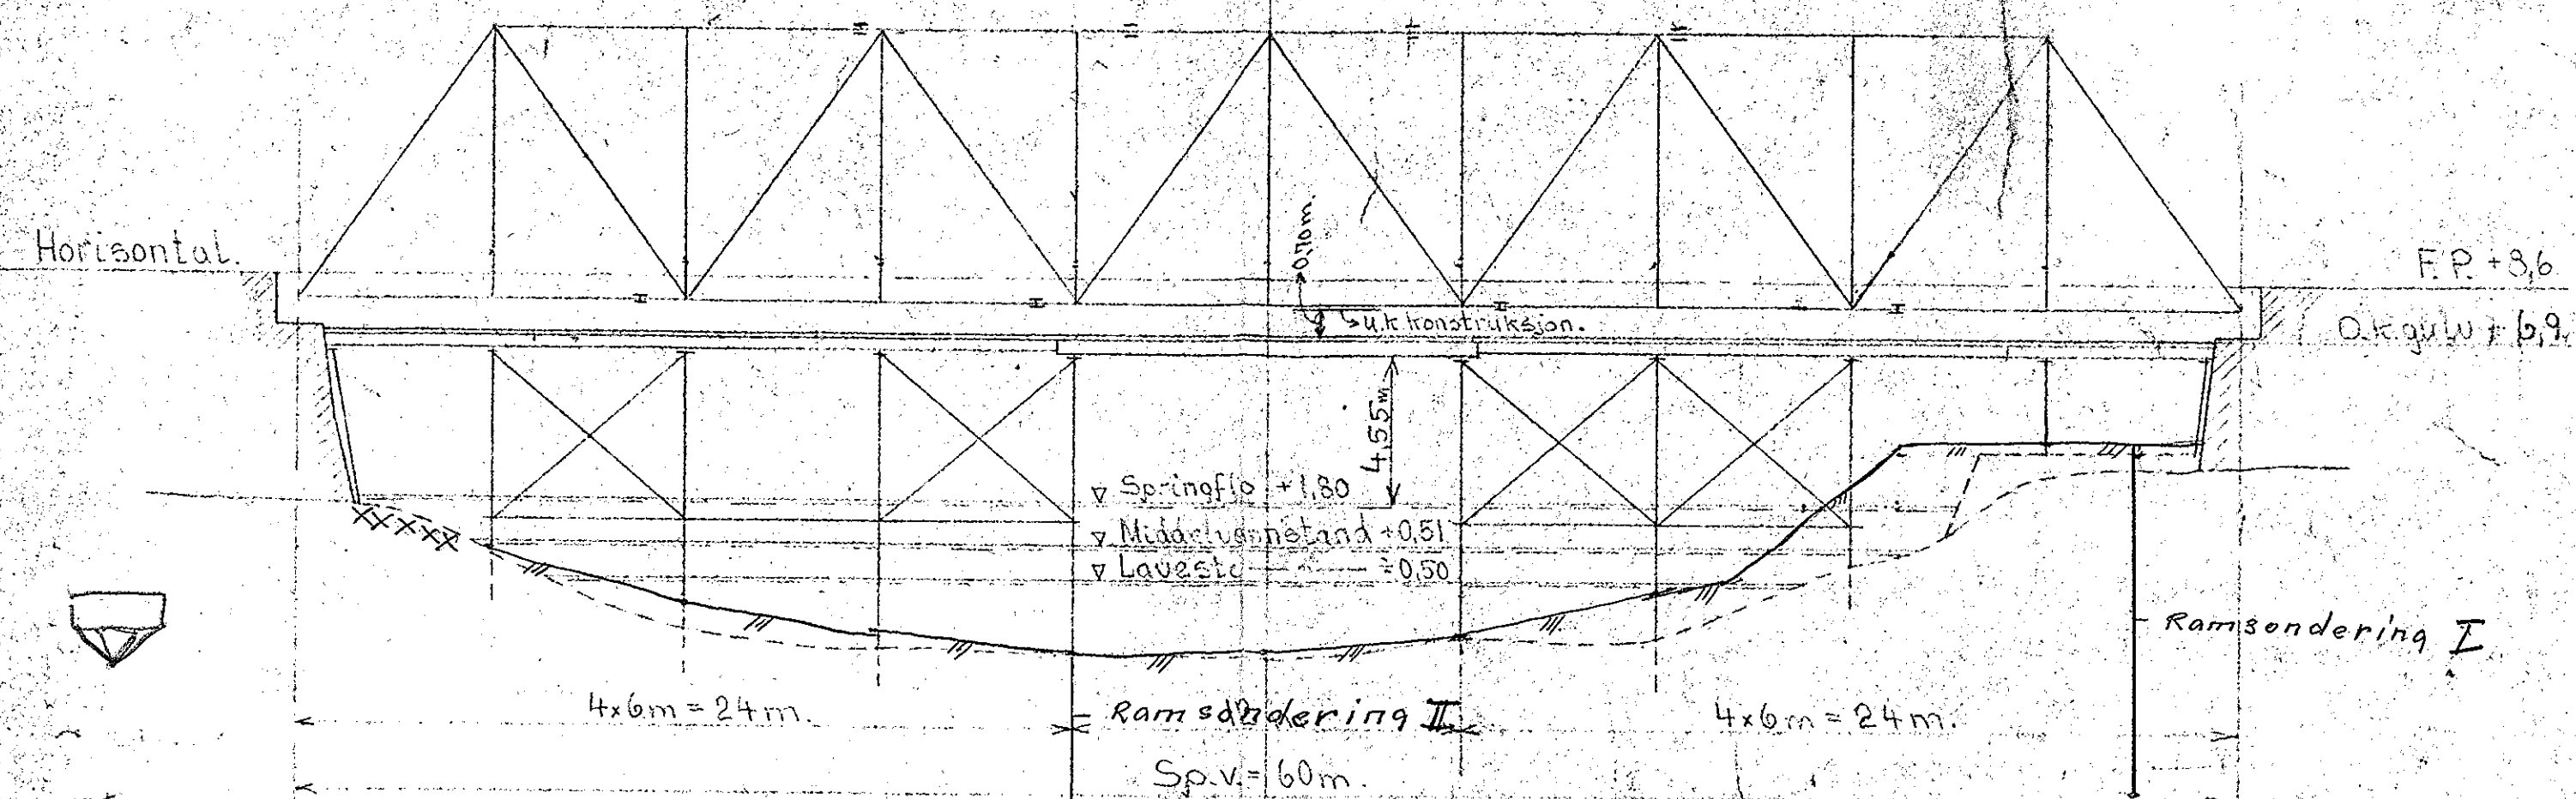 Horisontal.
0,70m.
F.P. +8,6
u.k konstruksjon.
O.k gulv + 6,9
4,55m
Springflo +1,80
Middelvannstand +0,51
Laveste —"— ÷0,50
Ramsondering I
4x6m = 24m.
Ramsondering II
4x6m = 24m.
Sp.v. = 60m.